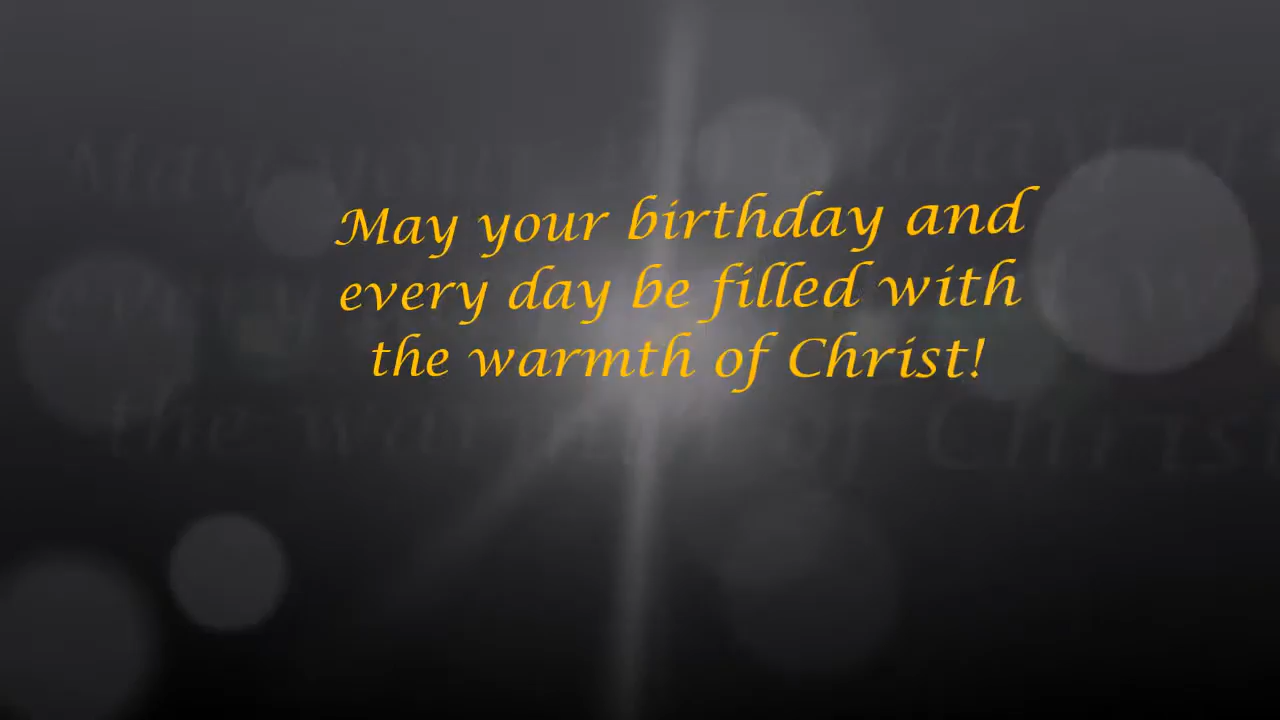 May your birthday and
every day be filled with
the warmth of Christ!